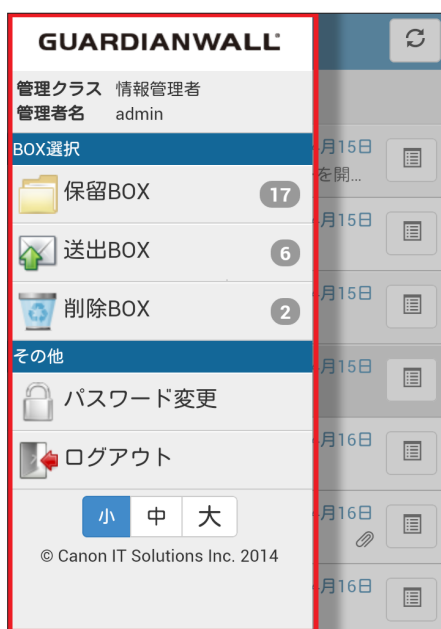 GUARDIANWALL
管理クラス 情報管理者
管理者名 admin
BOX選択
保留BOX 17
送出BOX 6
削除BOX 2
その他
パスワード変更
ログアウト
小 中 大
© Canon IT Solutions Inc. 2014
月15日
を開...
月15日
月15日
月15日
月16日
月16日
月16日